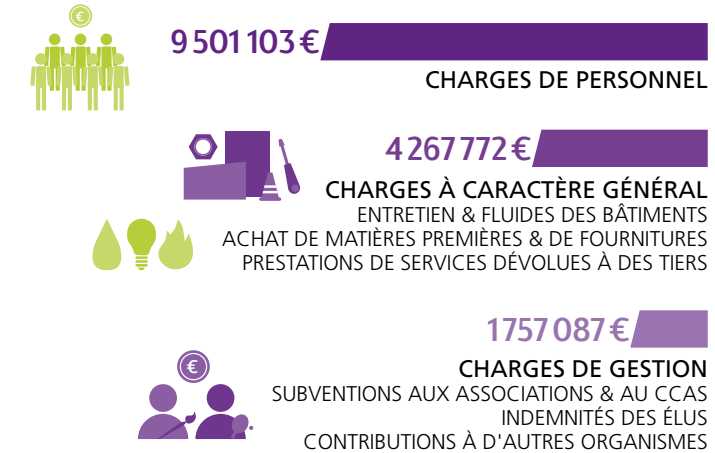 €
9 501 103 €
CHARGES DE PERSONNEL
4 267 772 €
CHARGES À CARACTÈRE GÉNÉRAL
ENTRETIEN & FLUIDES DES BÂTIMENTS
ACHAT DE MATIÈRES PREMIÈRES & DE FOURNITURES
PRESTATIONS DE SERVICES DÉVOLUES À DES TIERS
1757 087 €
€
CHARGES DE GESTION
SUBVENTIONS AUX ASSOCIATIONS & AU CCAS
INDEMNITÉS DES ÉLUS
CONTRIBUTIONS À D'AUTRES ORGANISMES